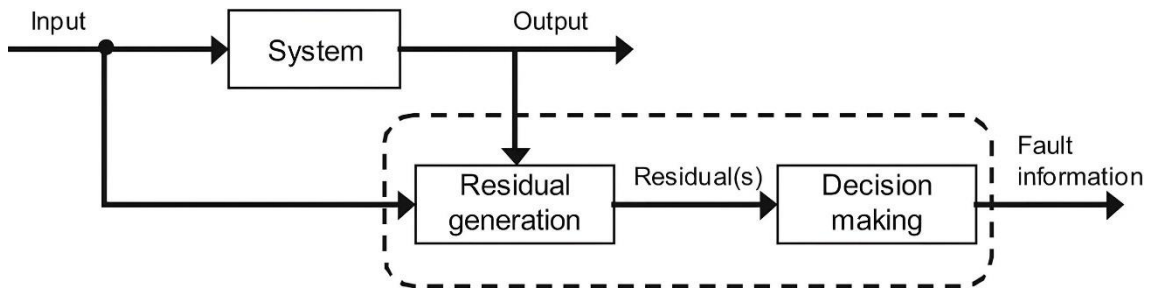 Input
Output
System
Residual
generation
Residual(s)
Decision
making
Fault
information